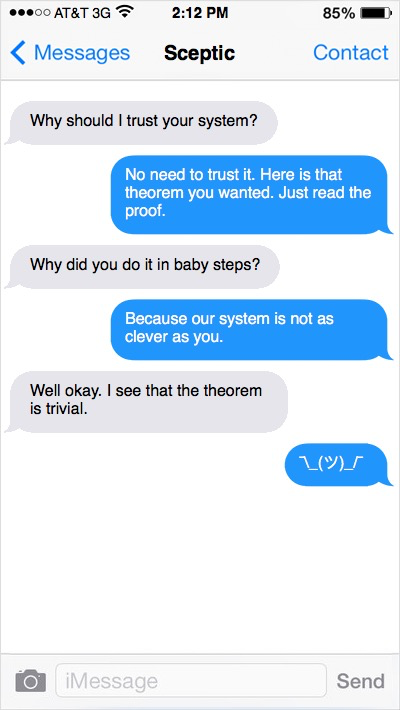 AT&T 3G 2:12 PM 85%
Messages Sceptic Contact
Why should I trust your system?
No need to trust it. Here is that
theorem you wanted. Just read the
proof.
Why did you do it in baby steps?
Because our system is not as
clever as you.
Well okay. I see that the theorem
is trivial.
¯\_(ツ)_/¯
iMessage Send